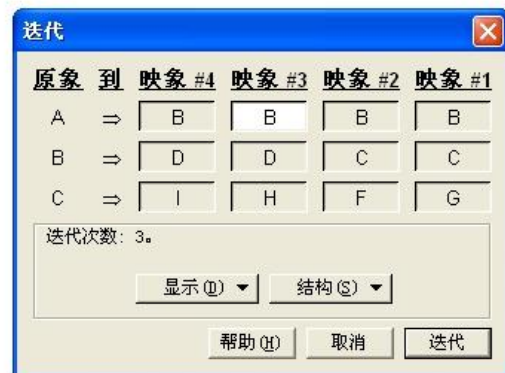 迭代
原象 到 映象 #4 映象 #3 映象 #2 映象 #1
A ⇒ B B B B
B ⇒ D D C C
C ⇒ I H F G
迭代次数: 3。
显示(D) 结构(S)
帮助(H) 取消 迭代